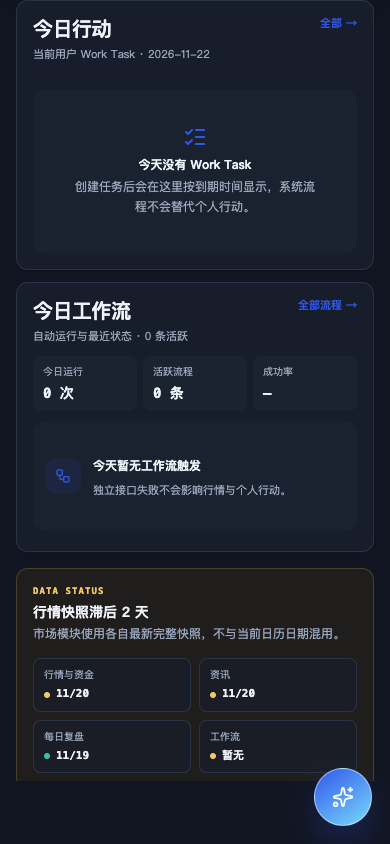 今日行动
全部 →
当前用户 Work Task · 2026-11-22
今天没有 Work Task
创建任务后会在这里按到期时间显示，系统流
程不会替代个人行动。
今日工作流
全部流程 →
自动运行与最近状态 · 0 条活跃
今日运行
0 次
活跃流程
0 条
成功率
—
今天暂无工作流触发
独立接口失败不会影响行情与个人行动。
DATA STATUS
行情快照滞后 2 天
市场模块使用各自最新完整快照，不与当前日历日期混用。
行情与资金
11/20
资讯
11/20
每日复盘
11/19
工作流
暂无